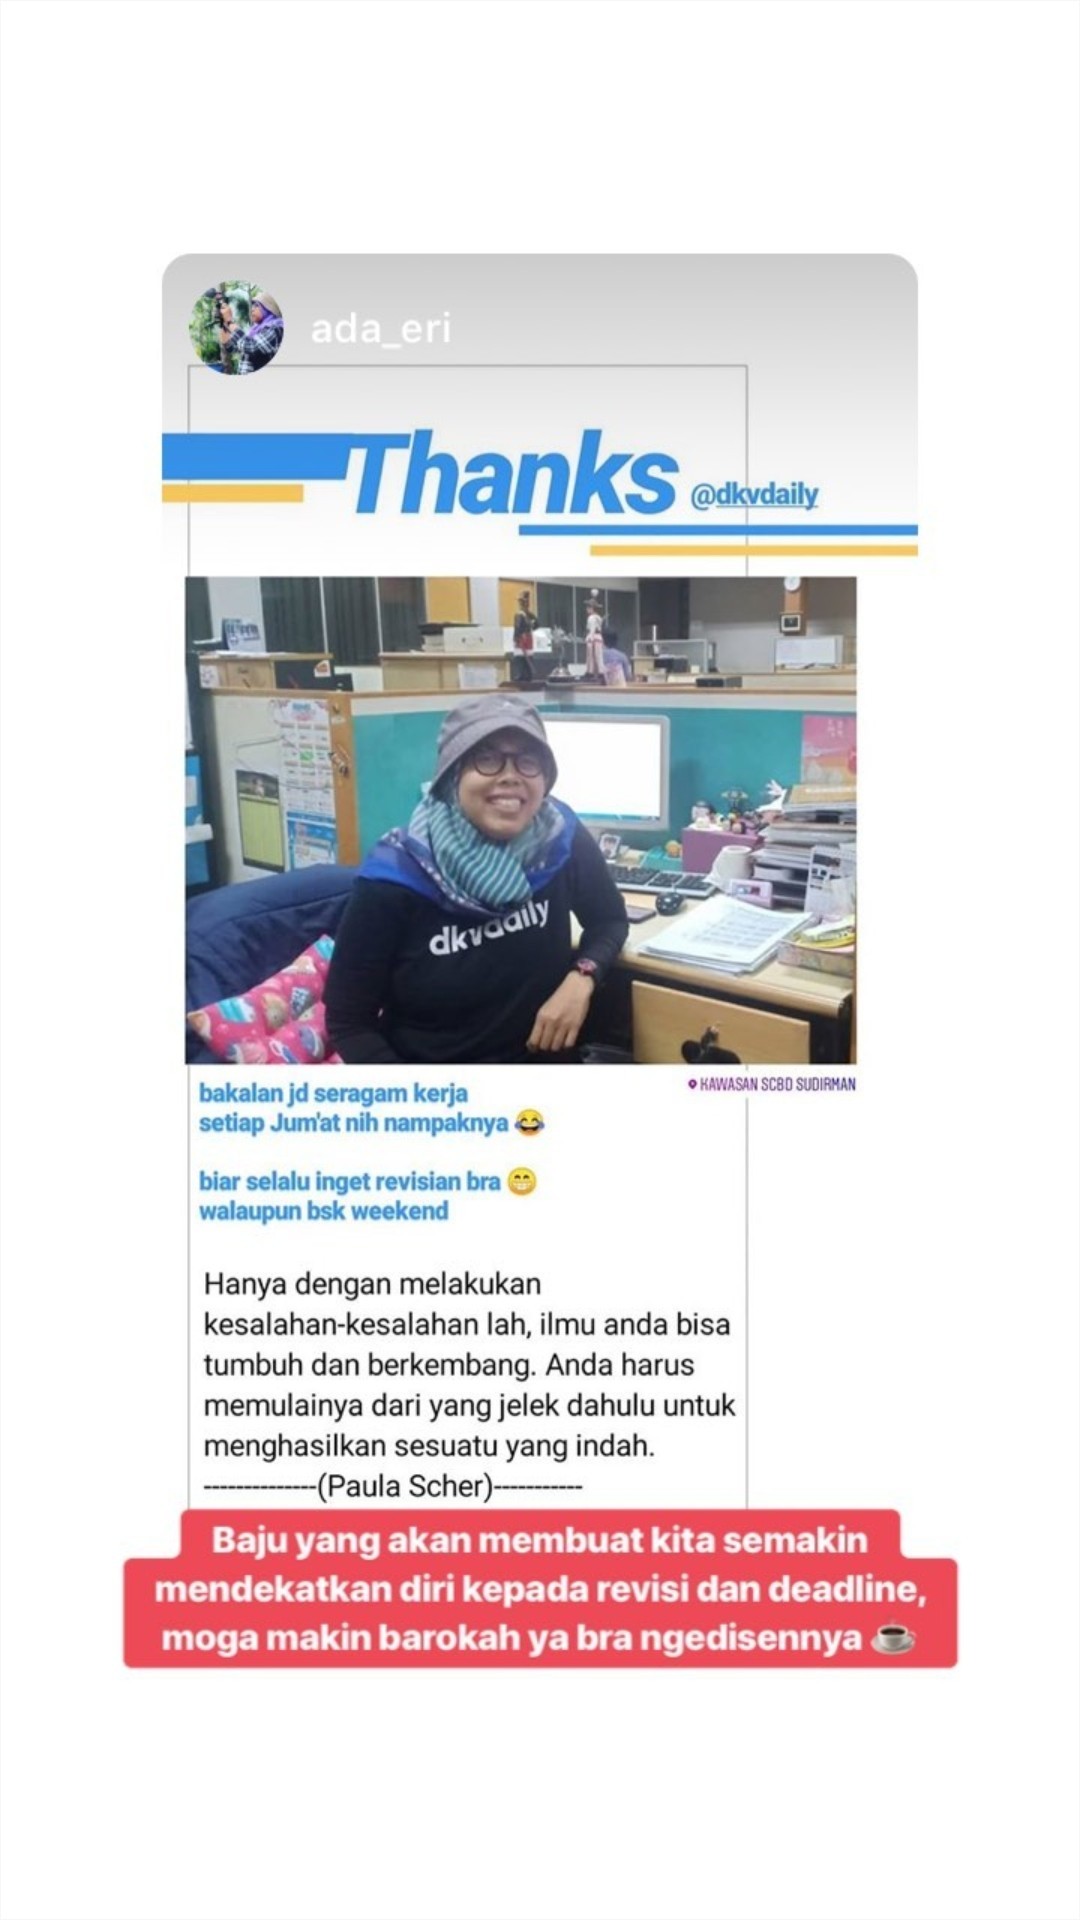 ada_eri
Thanks @dkvdaily
dkvdaily
KAWASAN SCBD SUDIRMAN
bakalan jd seragam kerja
setiap Jum'at nih nampaknya 😂
biar selalu inget revisian bra 😁
walaupun bsk weekend
Hanya dengan melakukan
kesalahan-kesalahan lah, ilmu anda bisa
tumbuh dan berkembang. Anda harus
memulainya dari yang jelek dahulu untuk
menghasilkan sesuatu yang indah.
--------------(Paula Scher)-----------
Baju yang akan membuat kita semakin
mendekatkan diri kepada revisi dan deadline,
moga makin barokah ya bra ngedisennya ☕